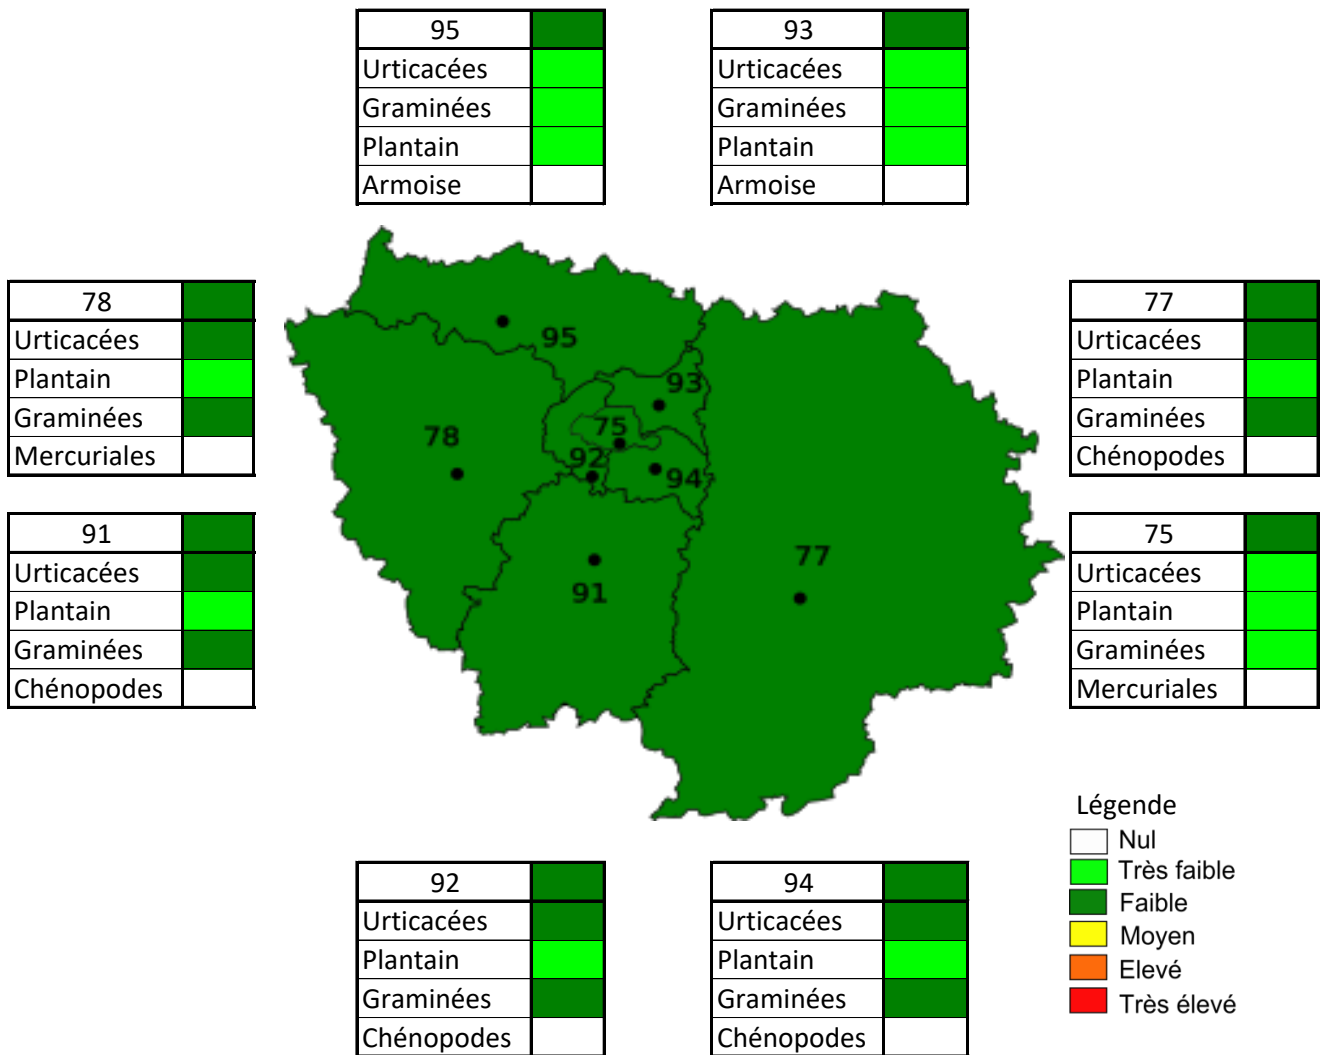 95
Urticacées
Graminées
Plantain
Armoise
93
Urticacées
Graminées
Plantain
Armoise
78
Urticacées
Plantain
Graminées
Mercuriales
91
Urticacées
Plantain
Graminées
Chénopodes
95
93
75
78
92
94
77
91
77
Urticacées
Plantain
Graminées
Chénopodes
75
Urticacées
Plantain
Graminées
Mercuriales
92
Urticacées
Plantain
Graminées
Chénopodes
94
Urticacées
Plantain
Graminées
Chénopodes
Légende
Nul
Très faible
Faible
Moyen
Elevé
Très élevé